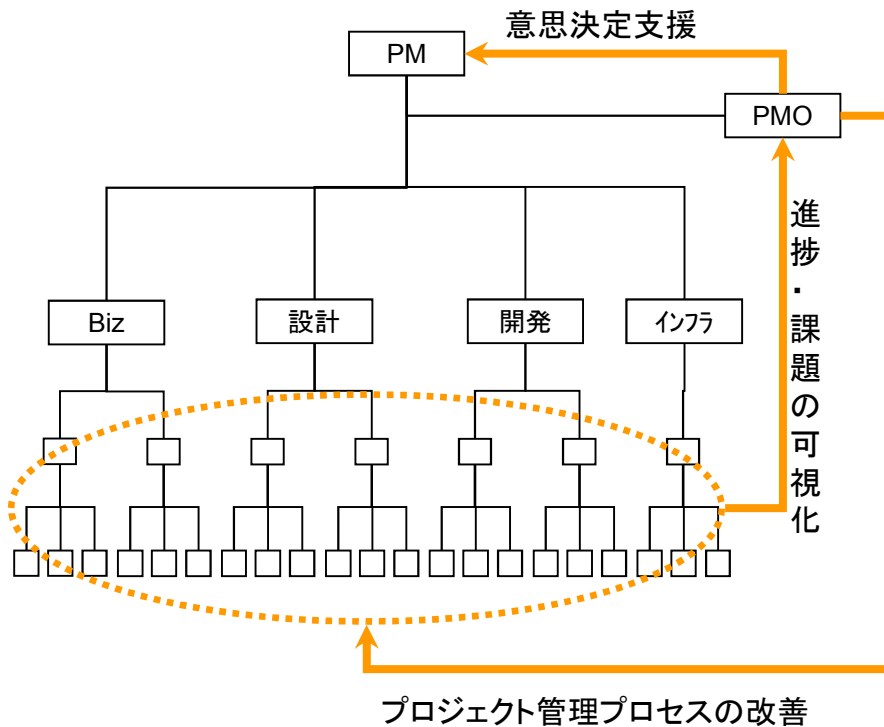 意思決定支援
PM
PMO
進捗・課題の可視化
Biz
設計
開発
インフラ
プロジェクト管理プロセスの改善